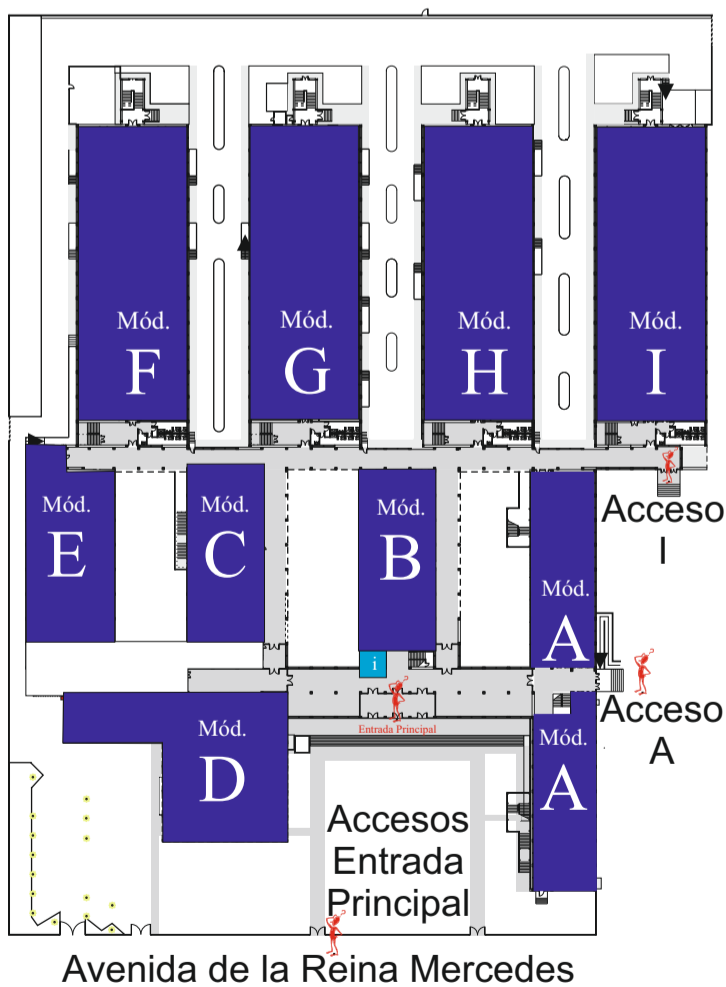 Mód.
F
Mód.
G
Mód.
H
Mód.
I
Mód.
E
Mód.
C
Mód.
B
Mód.
A
Acceso
I
i
Acceso
A
Entrada Principal
Mód.
D
Mód.
A
Accesos
Entrada
Principal
Avenida de la Reina Mercedes